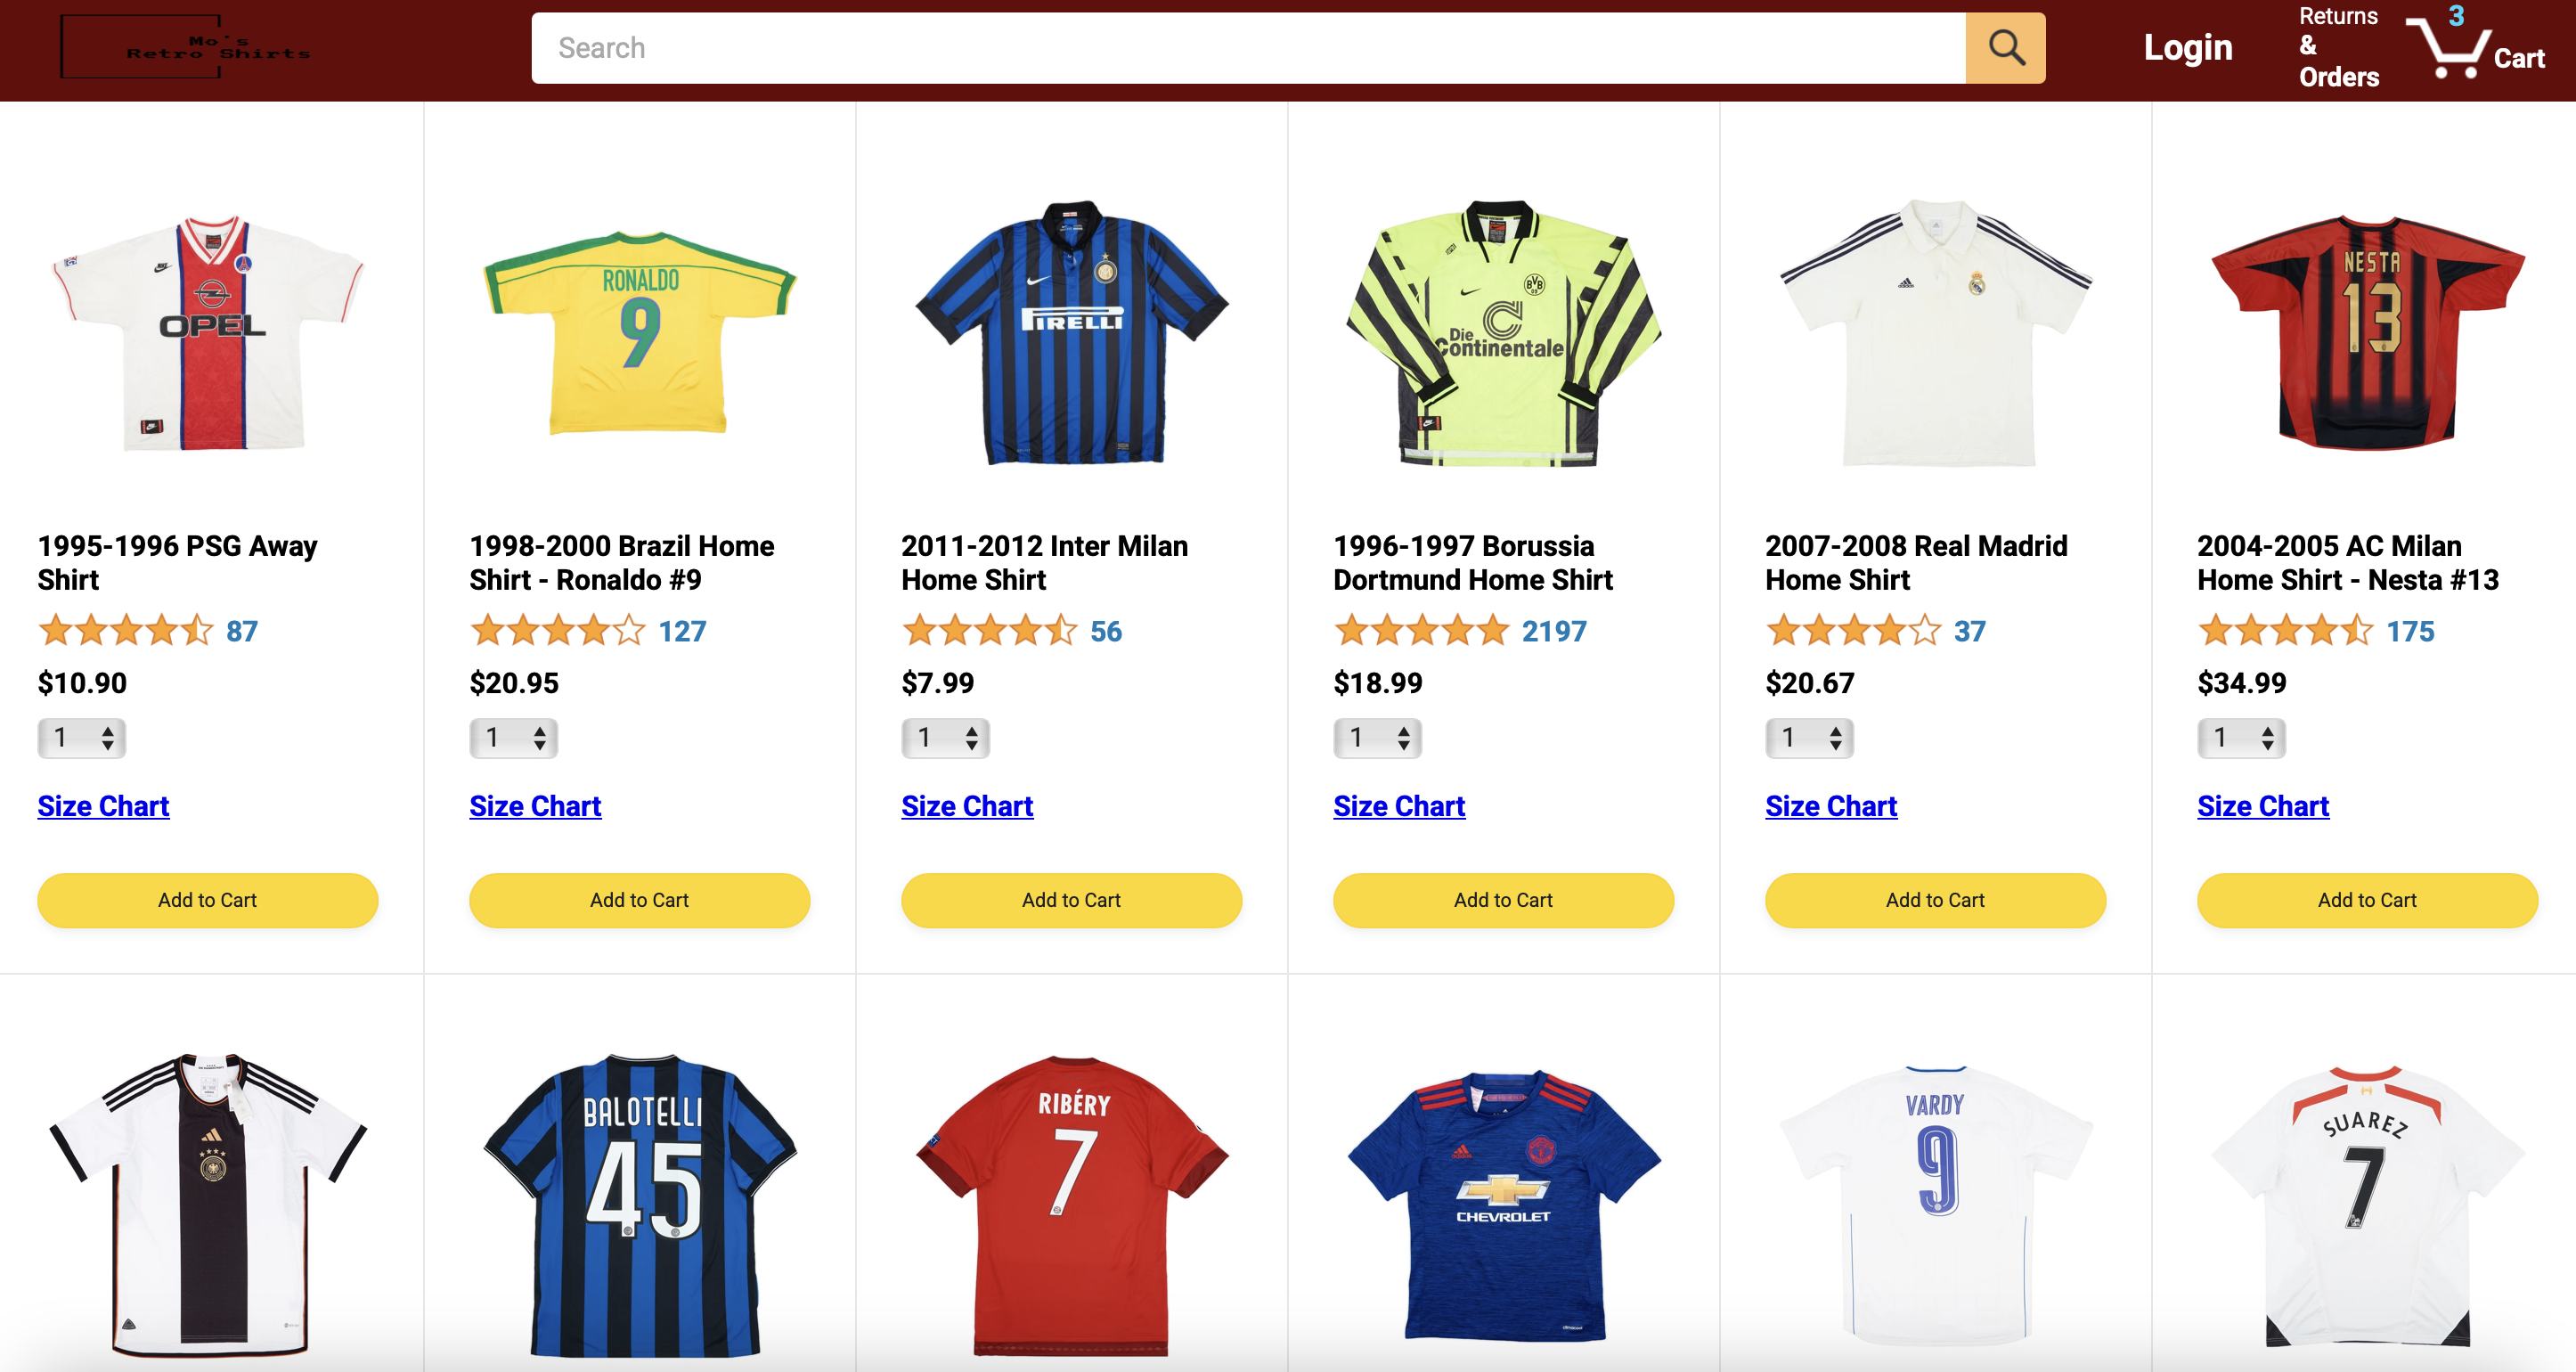 Mo's
Retro Shirts
Search
Login
Returns
&
Orders
3
Cart
OPEL
RONALDO
9
PIRELLI
Die
Continentale
BVB
09
adidas
NESTA
13
1995-1996 PSG Away
Shirt
87
$10.90
1
Size Chart
Add to Cart
1998-2000 Brazil Home
Shirt - Ronaldo #9
127
$20.95
1
Size Chart
Add to Cart
2011-2012 Inter Milan
Home Shirt
56
$7.99
1
Size Chart
Add to Cart
1996-1997 Borussia
Dortmund Home Shirt
2197
$18.99
1
Size Chart
Add to Cart
2007-2008 Real Madrid
Home Shirt
37
$20.67
1
Size Chart
Add to Cart
2004-2005 AC Milan
Home Shirt - Nesta #13
175
$34.99
1
Size Chart
Add to Cart
BALOTELLI
45
RIBÉRY
7
CHEVROLET
VARDY
9
SUAREZ
7